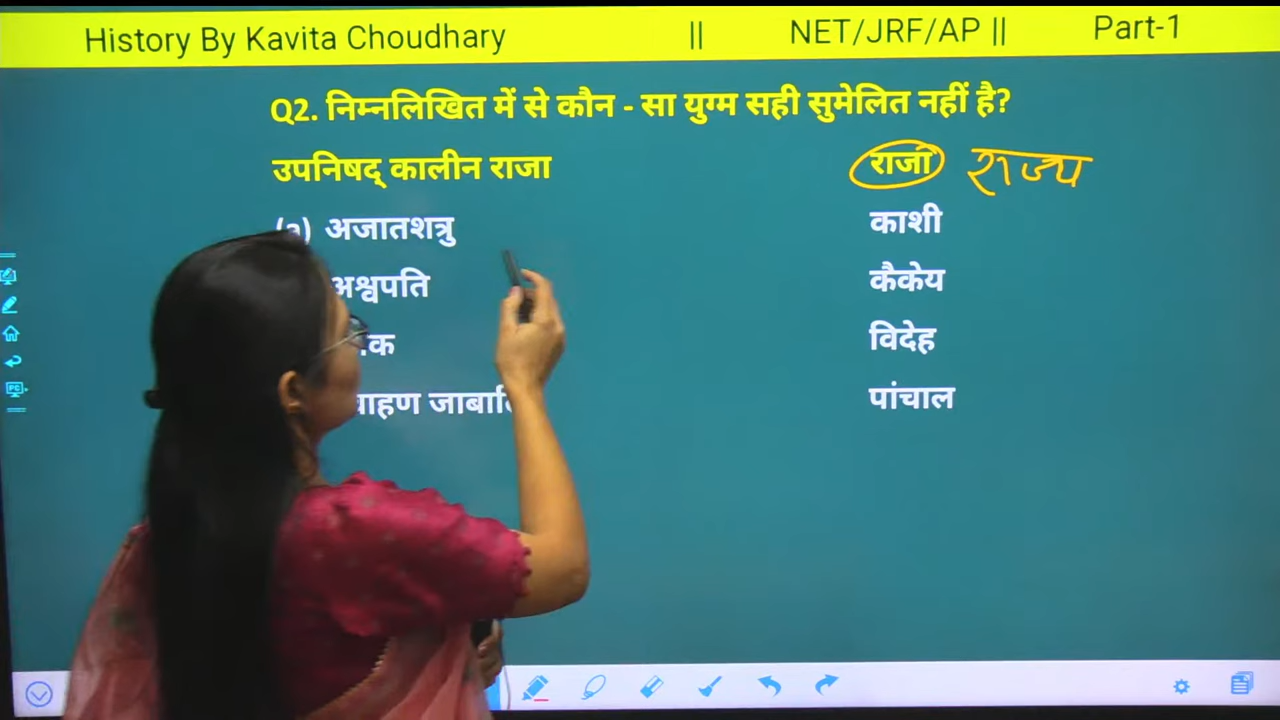 History By Kavita Choudhary || NET/JRF/AP || Part-1
Q2. निम्नलिखित में से कौन - सा युग्म सही सुमेलित नहीं है?
उपनिषद् कालीन राजा राजा राज्य
(a) अजातशत्रु काशी
अश्वपति कैकेय
विदेह
पांचाल